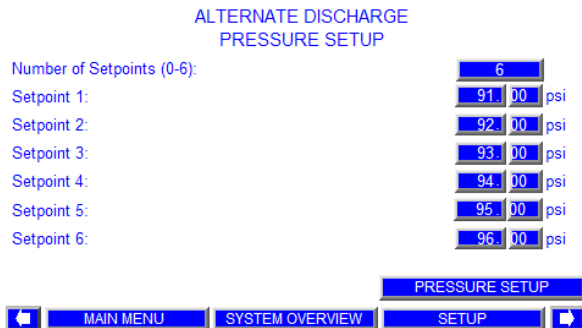 ALTERNATE DISCHARGE
PRESSURE SETUP
Number of Setpoints (0-6): 6
Setpoint 1: 91.00 psi
Setpoint 2: 92.00 psi
Setpoint 3: 93.00 psi
Setpoint 4: 94.00 psi
Setpoint 5: 95.00 psi
Setpoint 6: 96.00 psi
PRESSURE SETUP
MAIN MENU SYSTEM OVERVIEW SETUP